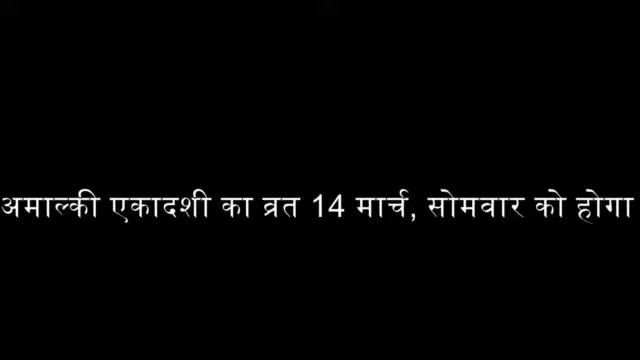 अमाल्की एकादशी का व्रत 14 मार्च, सोमवार को होगा